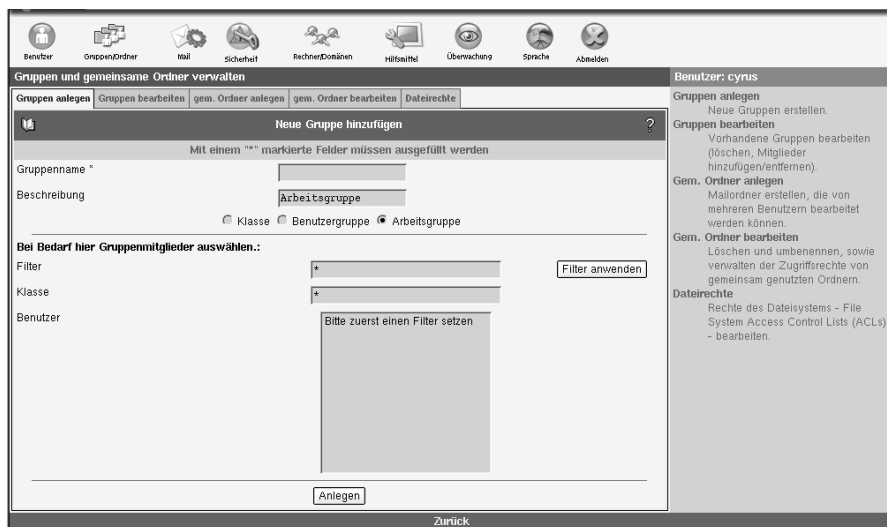 Benutzer
Gruppen/Ordner
Mail
Sicherheit
Rechner/Domänen
Hilfsmittel
Überwachung
Sprache
Abmelden
Gruppen und gemeinsame Ordner verwalten
Gruppen anlegen
Gruppen bearbeiten
gem. Ordner anlegen
gem. Ordner bearbeiten
Dateirechte
Neue Gruppe hinzufügen
?
Mit einem "*" markierte Felder müssen ausgefüllt werden
Gruppenname *
Beschreibung
Arbeitsgruppe
Klasse
Benutzergruppe
Arbeitsgruppe
Bei Bedarf hier Gruppenmitglieder auswählen.:
Filter
*
Filter anwenden
Klasse
*
Benutzer
Bitte zuerst einen Filter setzen
Anlegen
Zurück
Benutzer: cyrus
Gruppen anlegen
Neue Gruppen erstellen.
Gruppen bearbeiten
Vorhandene Gruppen bearbeiten
(löschen, Mitglieder
hinzufügen/entfernen).
Gem. Ordner anlegen
Mailordner erstellen, die von
mehreren Benutzern bearbeitet
werden können.
Gem. Ordner bearbeiten
Löschen und umbenennen, sowie
verwalten der Zugriffsrechte von
gemeinsam genutzten Ordnern.
Dateirechte
Rechte des Dateisystems - File
System Access Control Lists (ACLs)
- bearbeiten.